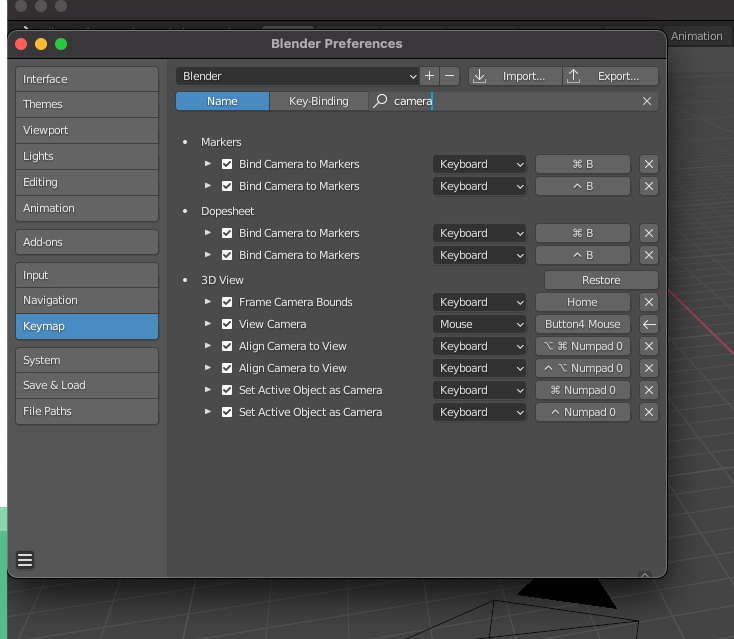 Animation
Blender Preferences
Interface
Themes
Viewport
Lights
Editing
Animation
Add-ons
Input
Navigation
Keymap
System
Save & Load
File Paths
Blender
Import...
Export...
Name
Key-Binding
camera
Markers
Bind Camera to Markers Keyboard ⌘ B
Bind Camera to Markers Keyboard ^ B
Dopesheet
Bind Camera to Markers Keyboard ⌘ B
Bind Camera to Markers Keyboard ^ B
3D View Restore
Frame Camera Bounds Keyboard Home
View Camera Mouse Button4 Mouse
Align Camera to View Keyboard ⌥ ⌘ Numpad 0
Align Camera to View Keyboard ^ ⌥ Numpad 0
Set Active Object as Camera Keyboard ⌘ Numpad 0
Set Active Object as Camera Keyboard ^ Numpad 0